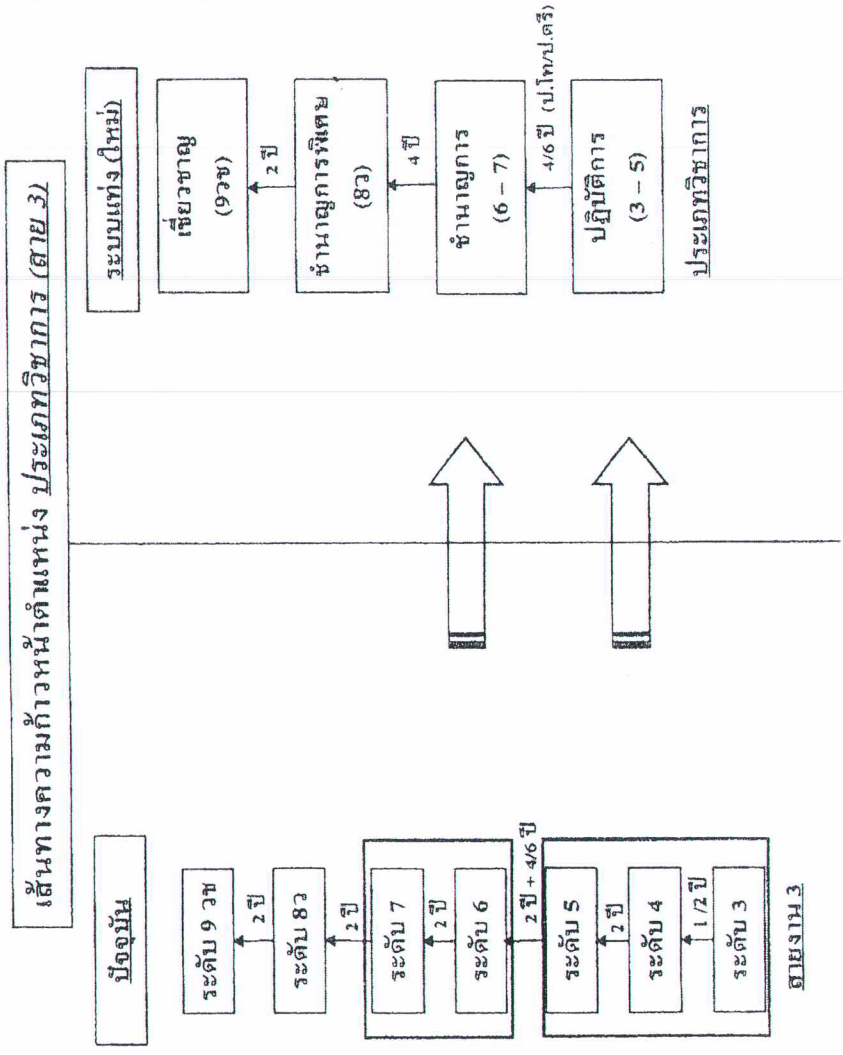 เส้นทางความก้าวหน้าตำแหน่ง ประเภทวิชาการ (สาย 3)
ปัจจุบัน
ระดับ 9 วช
2 ปี
ระดับ 8ว
2 ปี
ระดับ 7
2 ปี
ระดับ 6
2 ปี + 4/6 ปี
ระดับ 5
2 ปี
ระดับ 4
1 /2 ปี
ระดับ 3
สายงาน 3
ระบบแท่ง (ใหม่)
เชี่ยวชาญ
(9วช)
2 ปี
ชำนาญการพิเศษ
(8ว)
4 ปี
ชำนาญการ
(6 – 7)
4/6 ปี (ป.โท/ป.ตรี)
ปฏิบัติการ
(3 – 5)
ประเภทวิชาการ